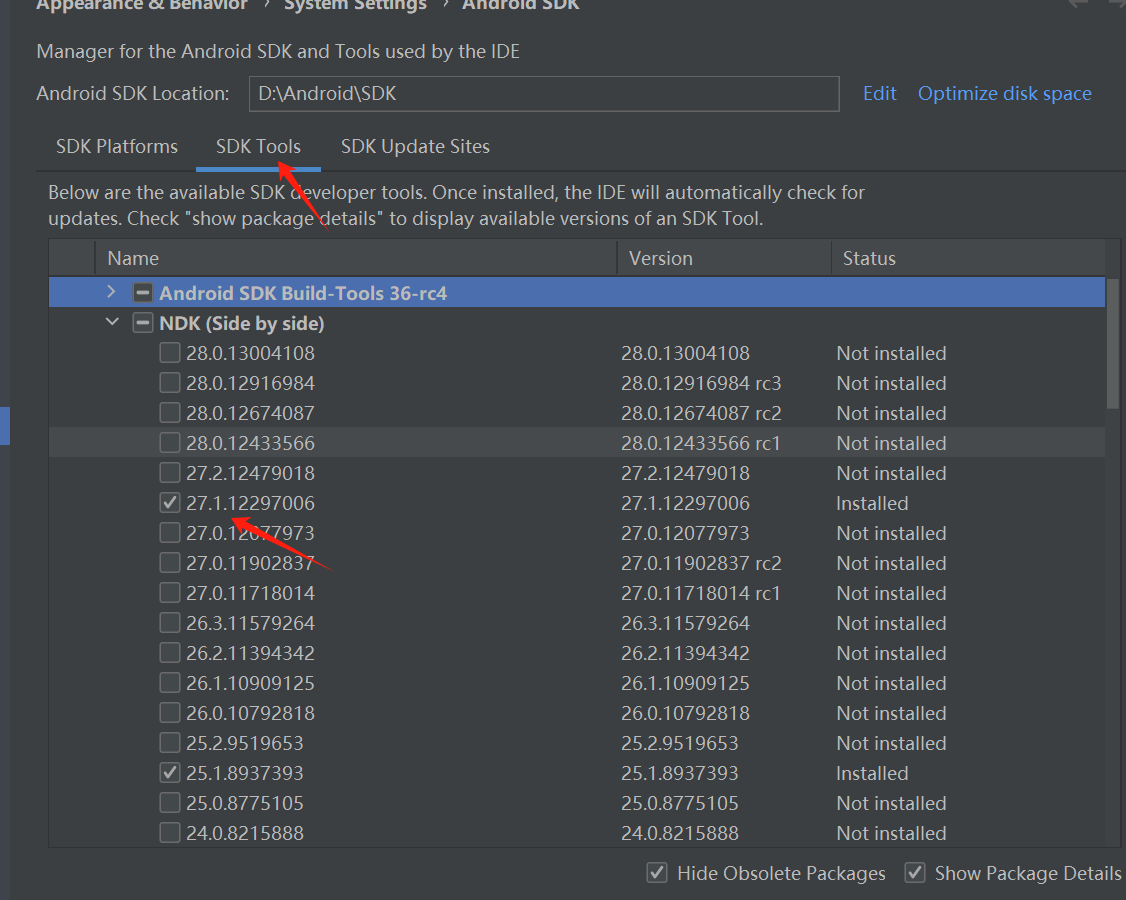 Appearance & Behavior › System Settings › Android SDK
Manager for the Android SDK and Tools used by the IDE
Android SDK Location: D:\Android\SDK Edit Optimize disk space
SDK Platforms SDK Tools SDK Update Sites
Below are the available SDK developer tools. Once installed, the IDE will automatically check for
updates. Check "show package details" to display available versions of an SDK Tool.
Name Version Status
Android SDK Build-Tools 36-rc4
NDK (Side by side)
28.0.13004108 28.0.13004108 Not installed
28.0.12916984 28.0.12916984 rc3 Not installed
28.0.12674087 28.0.12674087 rc2 Not installed
28.0.12433566 28.0.12433566 rc1 Not installed
27.2.12479018 27.2.12479018 Not installed
27.1.12297006 27.1.12297006 Installed
27.0.12077973 27.0.12077973 Not installed
27.0.11902837 27.0.11902837 rc2 Not installed
27.0.11718014 27.0.11718014 rc1 Not installed
26.3.11579264 26.3.11579264 Not installed
26.2.11394342 26.2.11394342 Not installed
26.1.10909125 26.1.10909125 Not installed
26.0.10792818 26.0.10792818 Not installed
25.2.9519653 25.2.9519653 Not installed
25.1.8937393 25.1.8937393 Installed
25.0.8775105 25.0.8775105 Not installed
24.0.8215888 24.0.8215888 Not installed
Hide Obsolete Packages Show Package Details